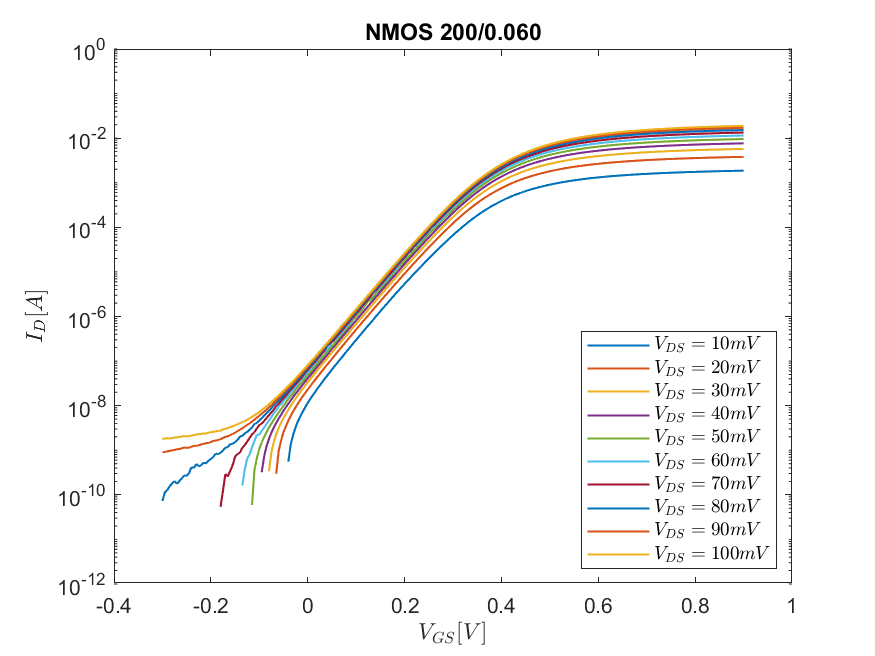 NMOS 200/0.060
10^0
10^-2
10^-4
10^-6
10^-8
10^-10
10^-12
I_D[A]
-0.4 -0.2 0 0.2 0.4 0.6 0.8 1
V_GS[V]
V_DS = 10mV
V_DS = 20mV
V_DS = 30mV
V_DS = 40mV
V_DS = 50mV
V_DS = 60mV
V_DS = 70mV
V_DS = 80mV
V_DS = 90mV
V_DS = 100mV